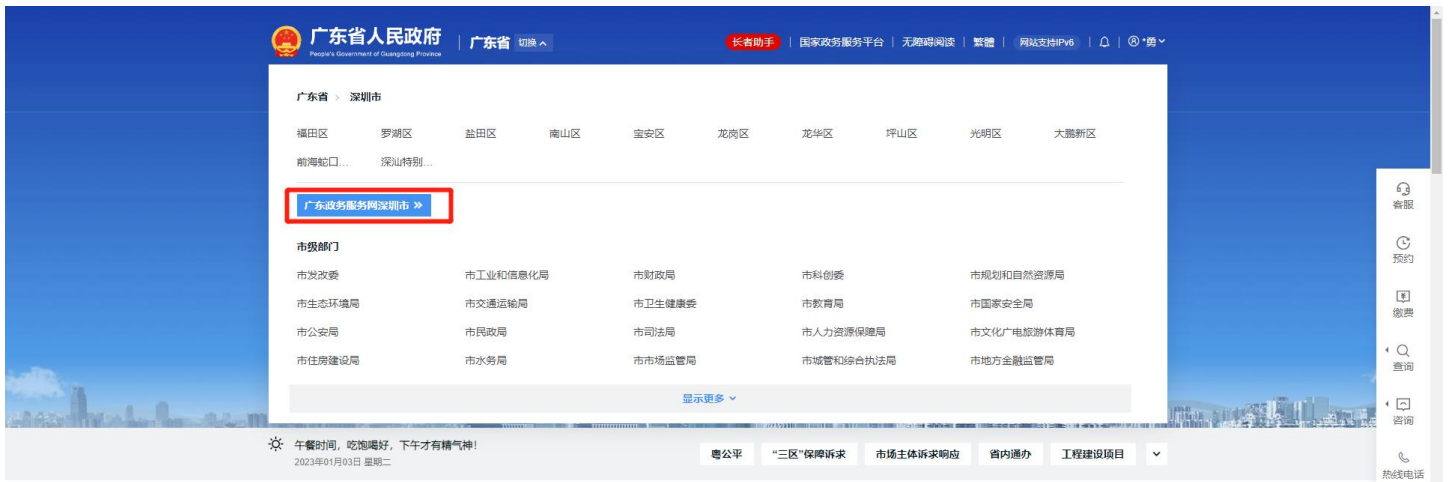 广东省人民政府
People's Government of Guangdong Province
广东省 切换
长者助手 | 国家政务服务平台 | 无障碍阅读 | 繁體 | 网站支持IPv6 | *勇
广东省 > 深圳市
福田区 罗湖区 盐田区 南山区 宝安区 龙岗区 龙华区 坪山区 光明区 大鹏新区
前海蛇口... 深汕特别...
广东政务服务网深圳市 »
市级部门
市发改委 市工业和信息化局 市财政局 市科创委 市规划和自然资源局
市生态环境局 市交通运输局 市卫生健康委 市教育局 市国家安全局
市公安局 市民政局 市司法局 市人力资源保障局 市文化广电旅游体育局
市住房建设局 市水务局 市市场监管局 市城管和综合执法局 市地方金融监管局
显示更多
午餐时间，吃饱喝好，下午才有精气神！
2023年01月03日 星期二
粤公平 “三区”保障诉求 市场主体诉求响应 省内通办 工程建设项目
客服
预约
缴费
查询
咨询
热线电话